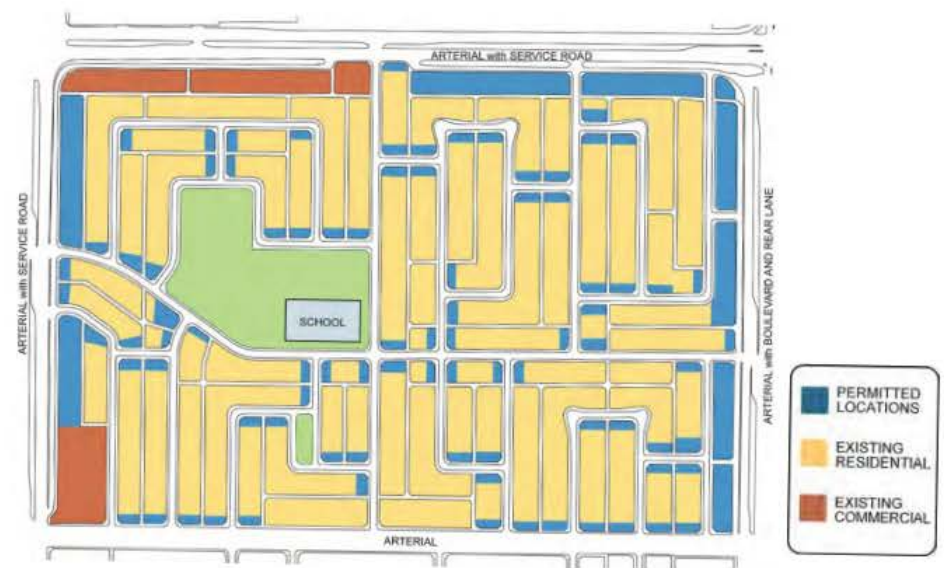 ARTERIAL with SERVICE ROAD
ARTERIAL with SERVICE ROAD
SCHOOL
ARTERIAL with BOULEVARD AND REAR LANE
ARTERIAL
PERMITTED
LOCATIONS
EXISTING
RESIDENTIAL
EXISTING
COMMERCIAL